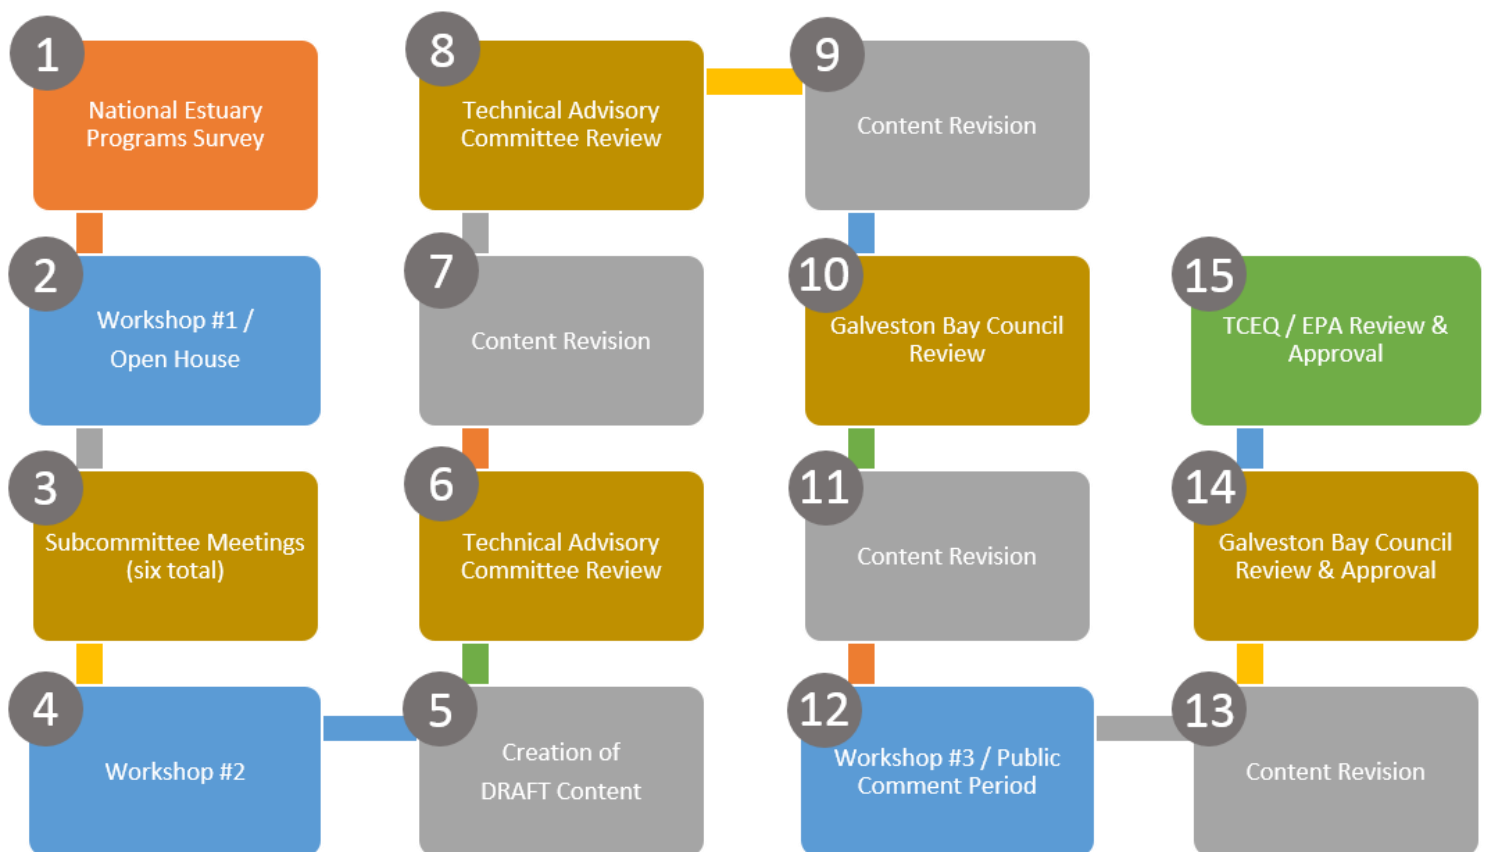 1
National Estuary
Programs Survey
2
Workshop #1 /
Open House
3
Subcommittee Meetings
(six total)
4
Workshop #2
5
Creation of
DRAFT Content
6
Technical Advisory
Committee Review
7
Content Revision
8
Technical Advisory
Committee Review
9
Content Revision
10
Galveston Bay Council
Review
11
Content Revision
12
Workshop #3 / Public
Comment Period
13
Content Revision
14
Galveston Bay Council
Review & Approval
15
TCEQ / EPA Review &
Approval